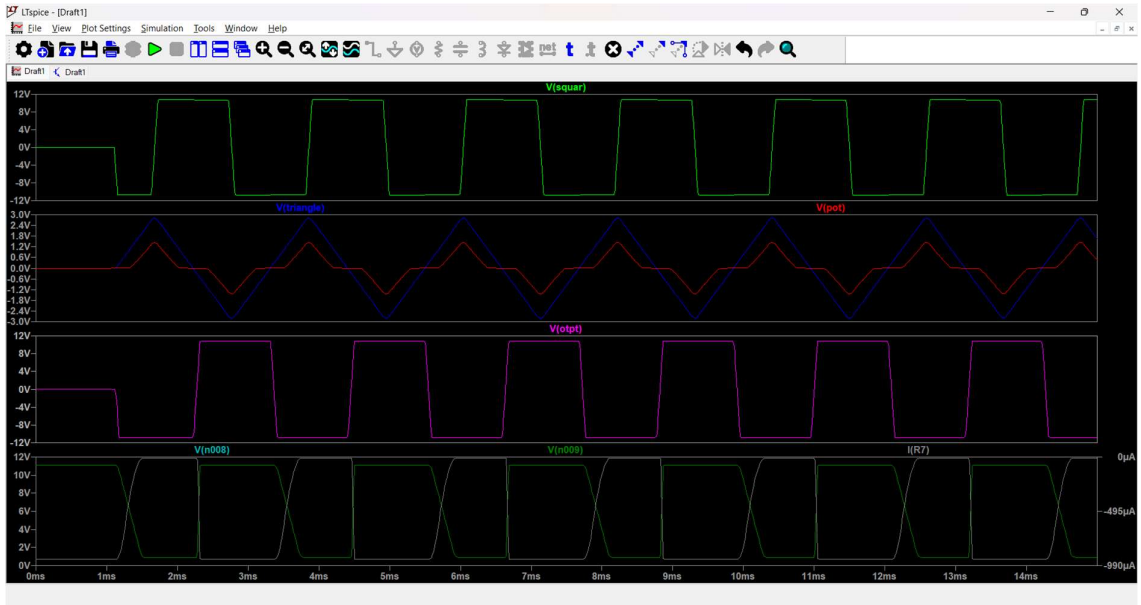 LTspice - [Draft1]
File View Plot Settings Simulation Tools Window Help
Draft1 Draft1
V(squar)
12V
8V
4V
0V
-4V
-8V
-12V
V(triangle) V(pot)
3.0V
2.4V
1.8V
1.2V
0.6V
0.0V
-0.6V
-1.2V
-1.8V
-2.4V
-3.0V
V(otpt)
12V
8V
4V
0V
-4V
-8V
-12V
V(n008) V(n009) I(R7)
12V 0µA
10V
8V
6V -495µA
4V
2V
0V -990µA
0ms 1ms 2ms 3ms 4ms 5ms 6ms 7ms 8ms 9ms 10ms 11ms 12ms 13ms 14ms